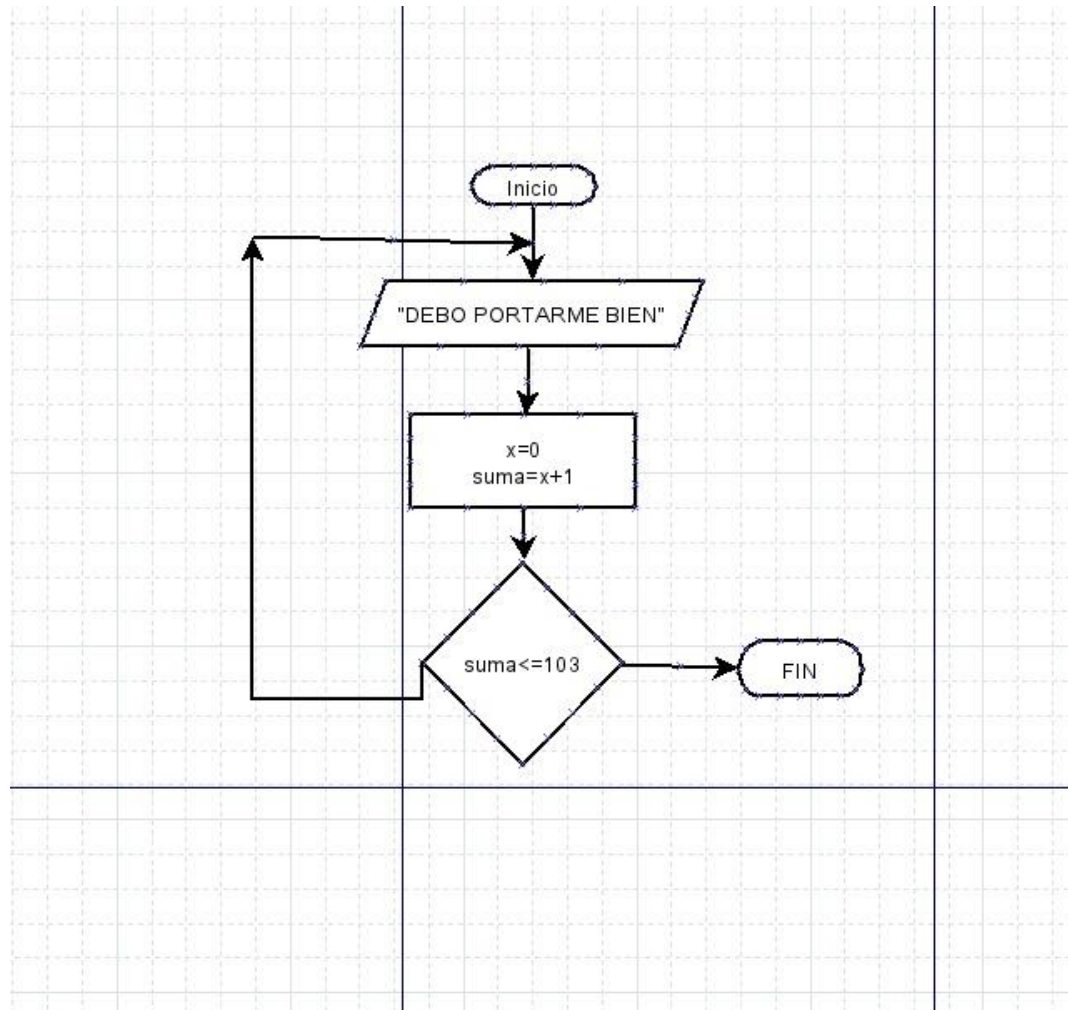 Inicio
"DEBO PORTARME BIEN"
x=0
suma=x+1
suma<=103
FIN